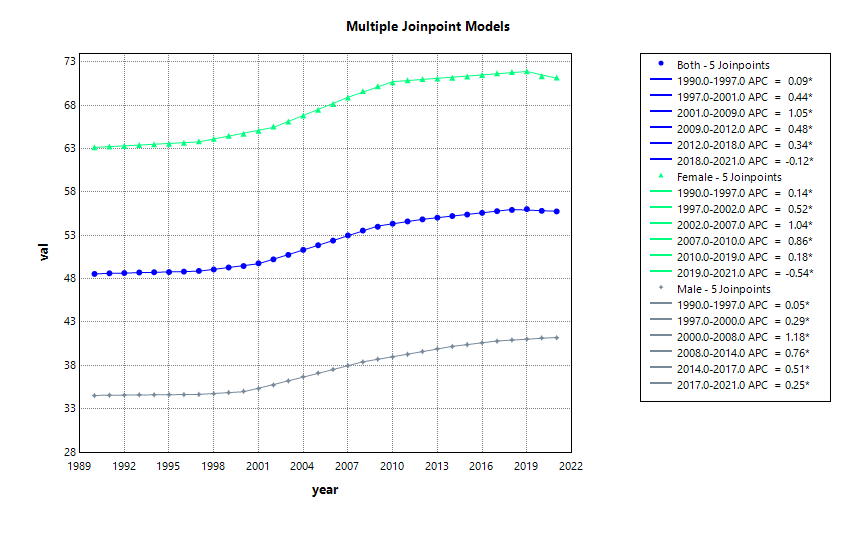 Multiple Joinpoint Models
73
68
63
58
53
48
43
38
33
28
val
1989 1992 1995 1998 2001 2004 2007 2010 2013 2016 2019 2022
year
Both - 5 Joinpoints
1990.0-1997.0 APC = 0.09*
1997.0-2001.0 APC = 0.44*
2001.0-2009.0 APC = 1.05*
2009.0-2012.0 APC = 0.48*
2012.0-2018.0 APC = 0.34*
2018.0-2021.0 APC = -0.12*
Female - 5 Joinpoints
1990.0-1997.0 APC = 0.14*
1997.0-2002.0 APC = 0.52*
2002.0-2007.0 APC = 1.04*
2007.0-2010.0 APC = 0.86*
2010.0-2019.0 APC = 0.18*
2019.0-2021.0 APC = -0.54*
Male - 5 Joinpoints
1990.0-1997.0 APC = 0.05*
1997.0-2000.0 APC = 0.29*
2000.0-2008.0 APC = 1.18*
2008.0-2014.0 APC = 0.76*
2014.0-2017.0 APC = 0.51*
2017.0-2021.0 APC = 0.25*